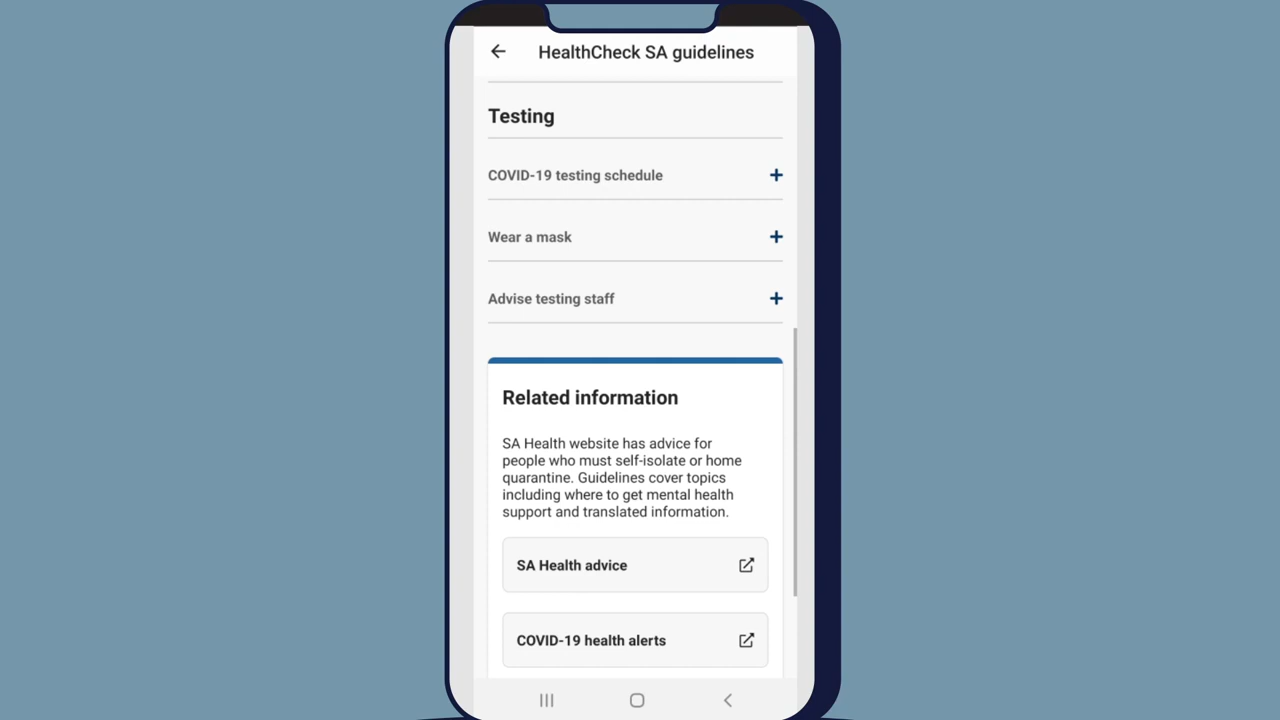 HealthCheck SA guidelines
Testing
COVID-19 testing schedule
Wear a mask
Advise testing staff
Related information
SA Health website has advice for
people who must self-isolate or home
quarantine. Guidelines cover topics
including where to get mental health
support and translated information.
SA Health advice
COVID-19 health alerts